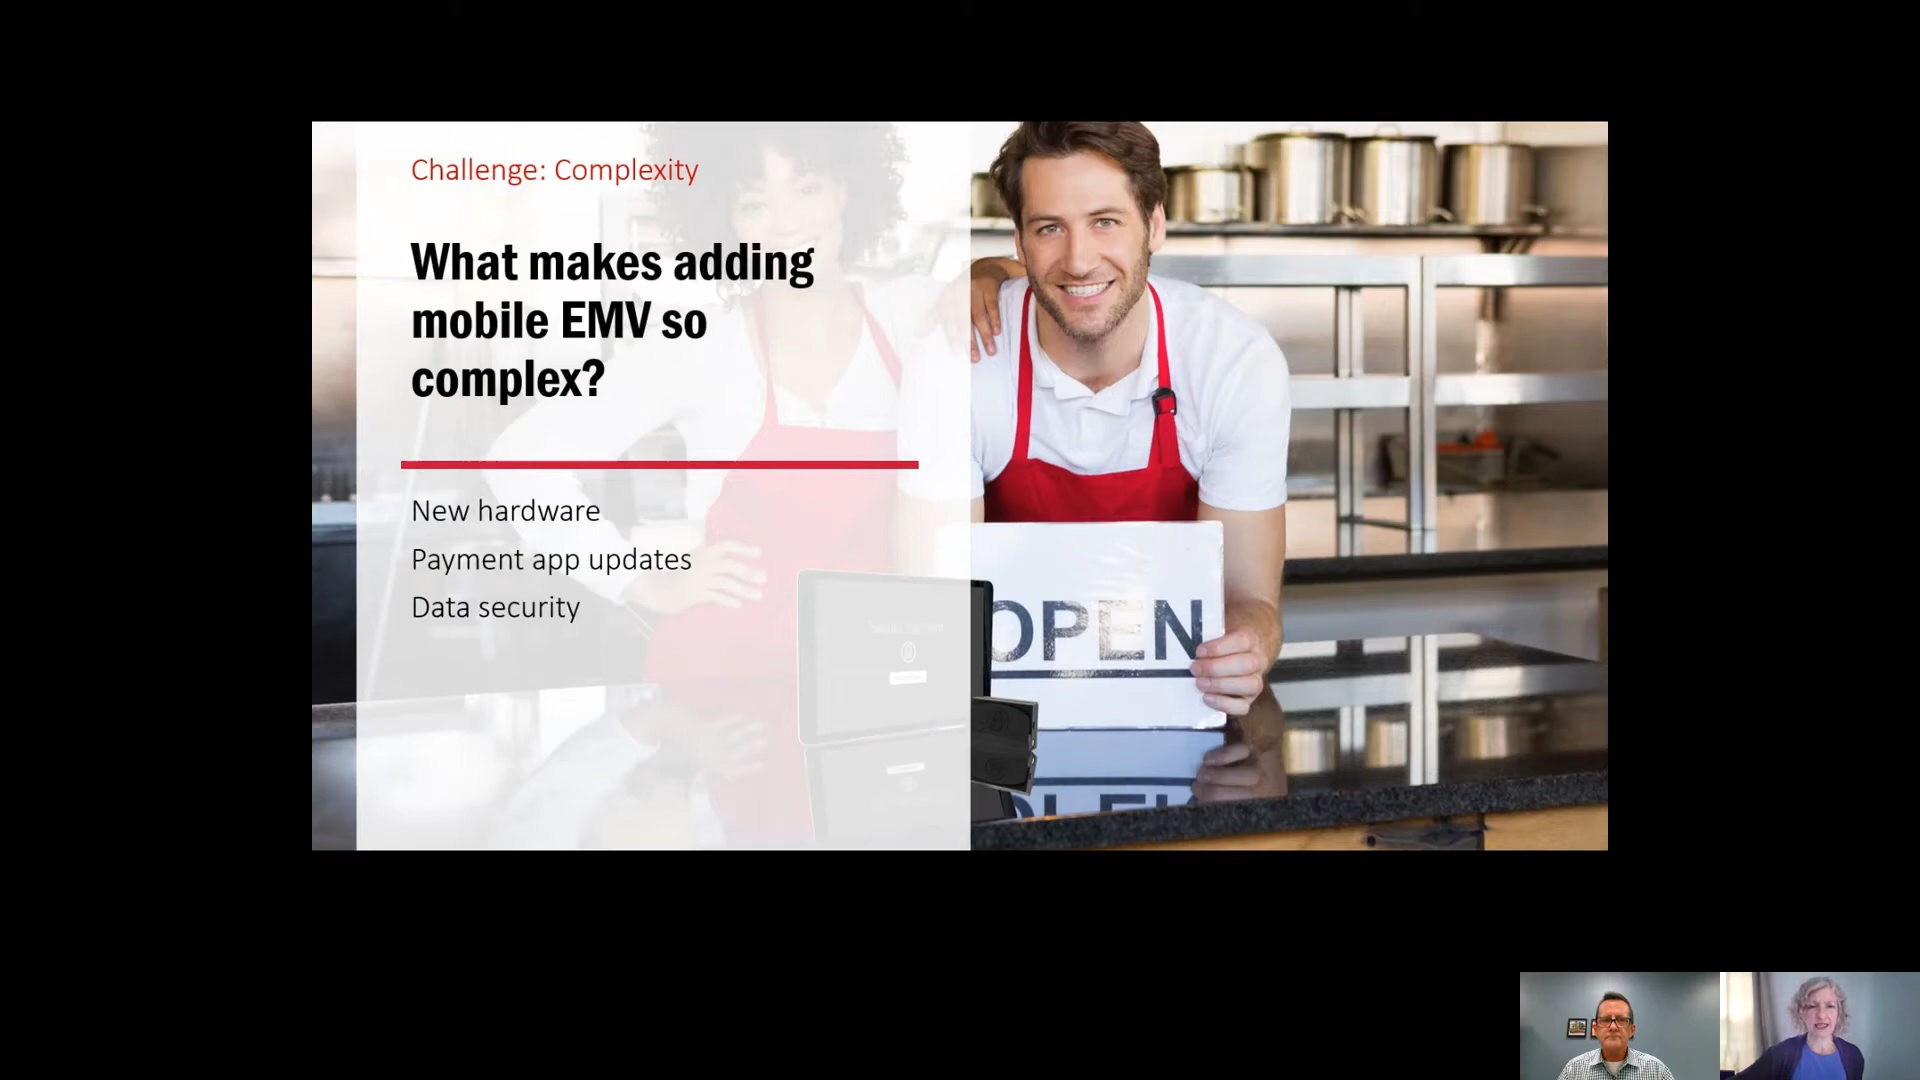 Challenge: Complexity
What makes adding
mobile EMV so
complex?
New hardware
Payment app updates
Data security
OPEN